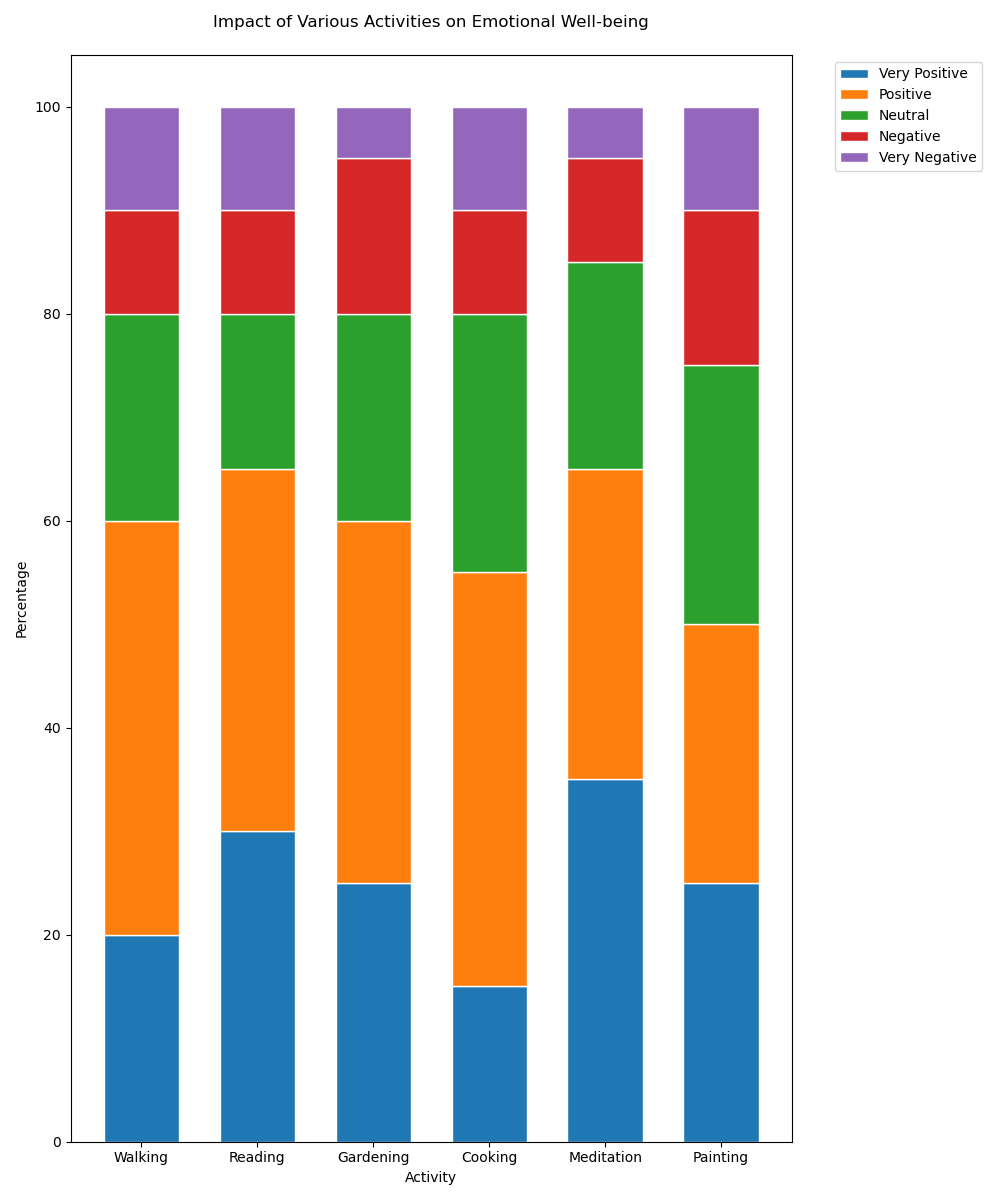 Impact of Various Activities on Emotional Well-being
Very Positive
Positive
Neutral
Negative
Very Negative
Percentage
100
80
60
40
20
0
Walking Reading Gardening Cooking Meditation Painting
Activity